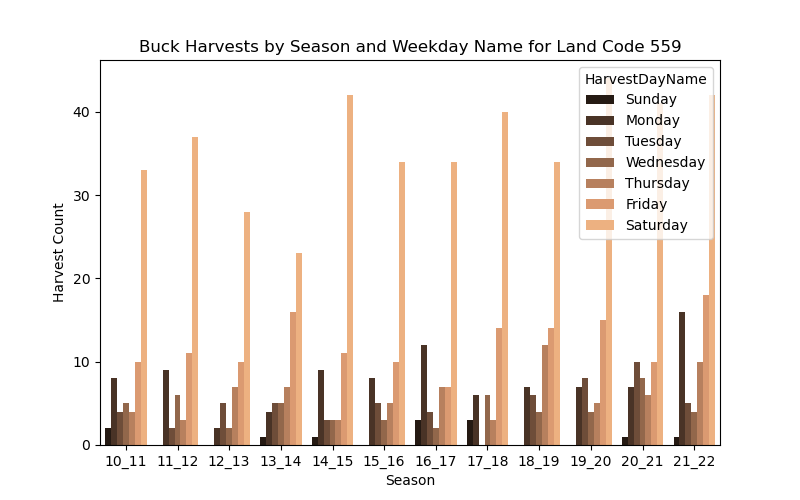 Buck Harvests by Season and Weekday Name for Land Code 559
HarvestDayName
Sunday
Monday
Tuesday
Wednesday
Thursday
Friday
Saturday
Harvest Count
40
30
20
10
0
10_11 11_12 12_13 13_14 14_15 15_16 16_17 17_18 18_19 19_20 20_21 21_22
Season